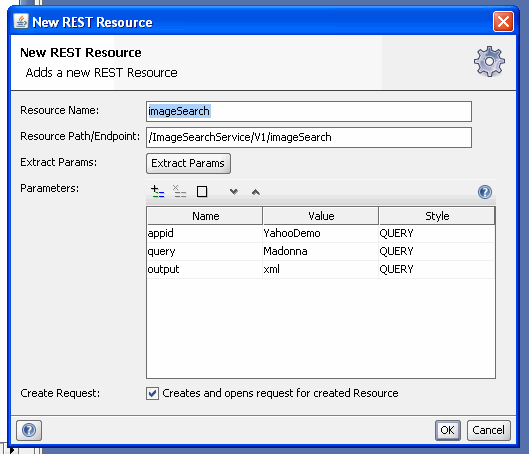 New REST Resource
New REST Resource
Adds a new REST Resource
Resource Name: imageSearch
Resource Path/Endpoint: /ImageSearchService/V1/imageSearch
Extract Params: Extract Params
Parameters:
Name Value Style
appid YahooDemo QUERY
query Madonna QUERY
output xml QUERY
Create Request: Creates and opens request for created Resource
OK Cancel